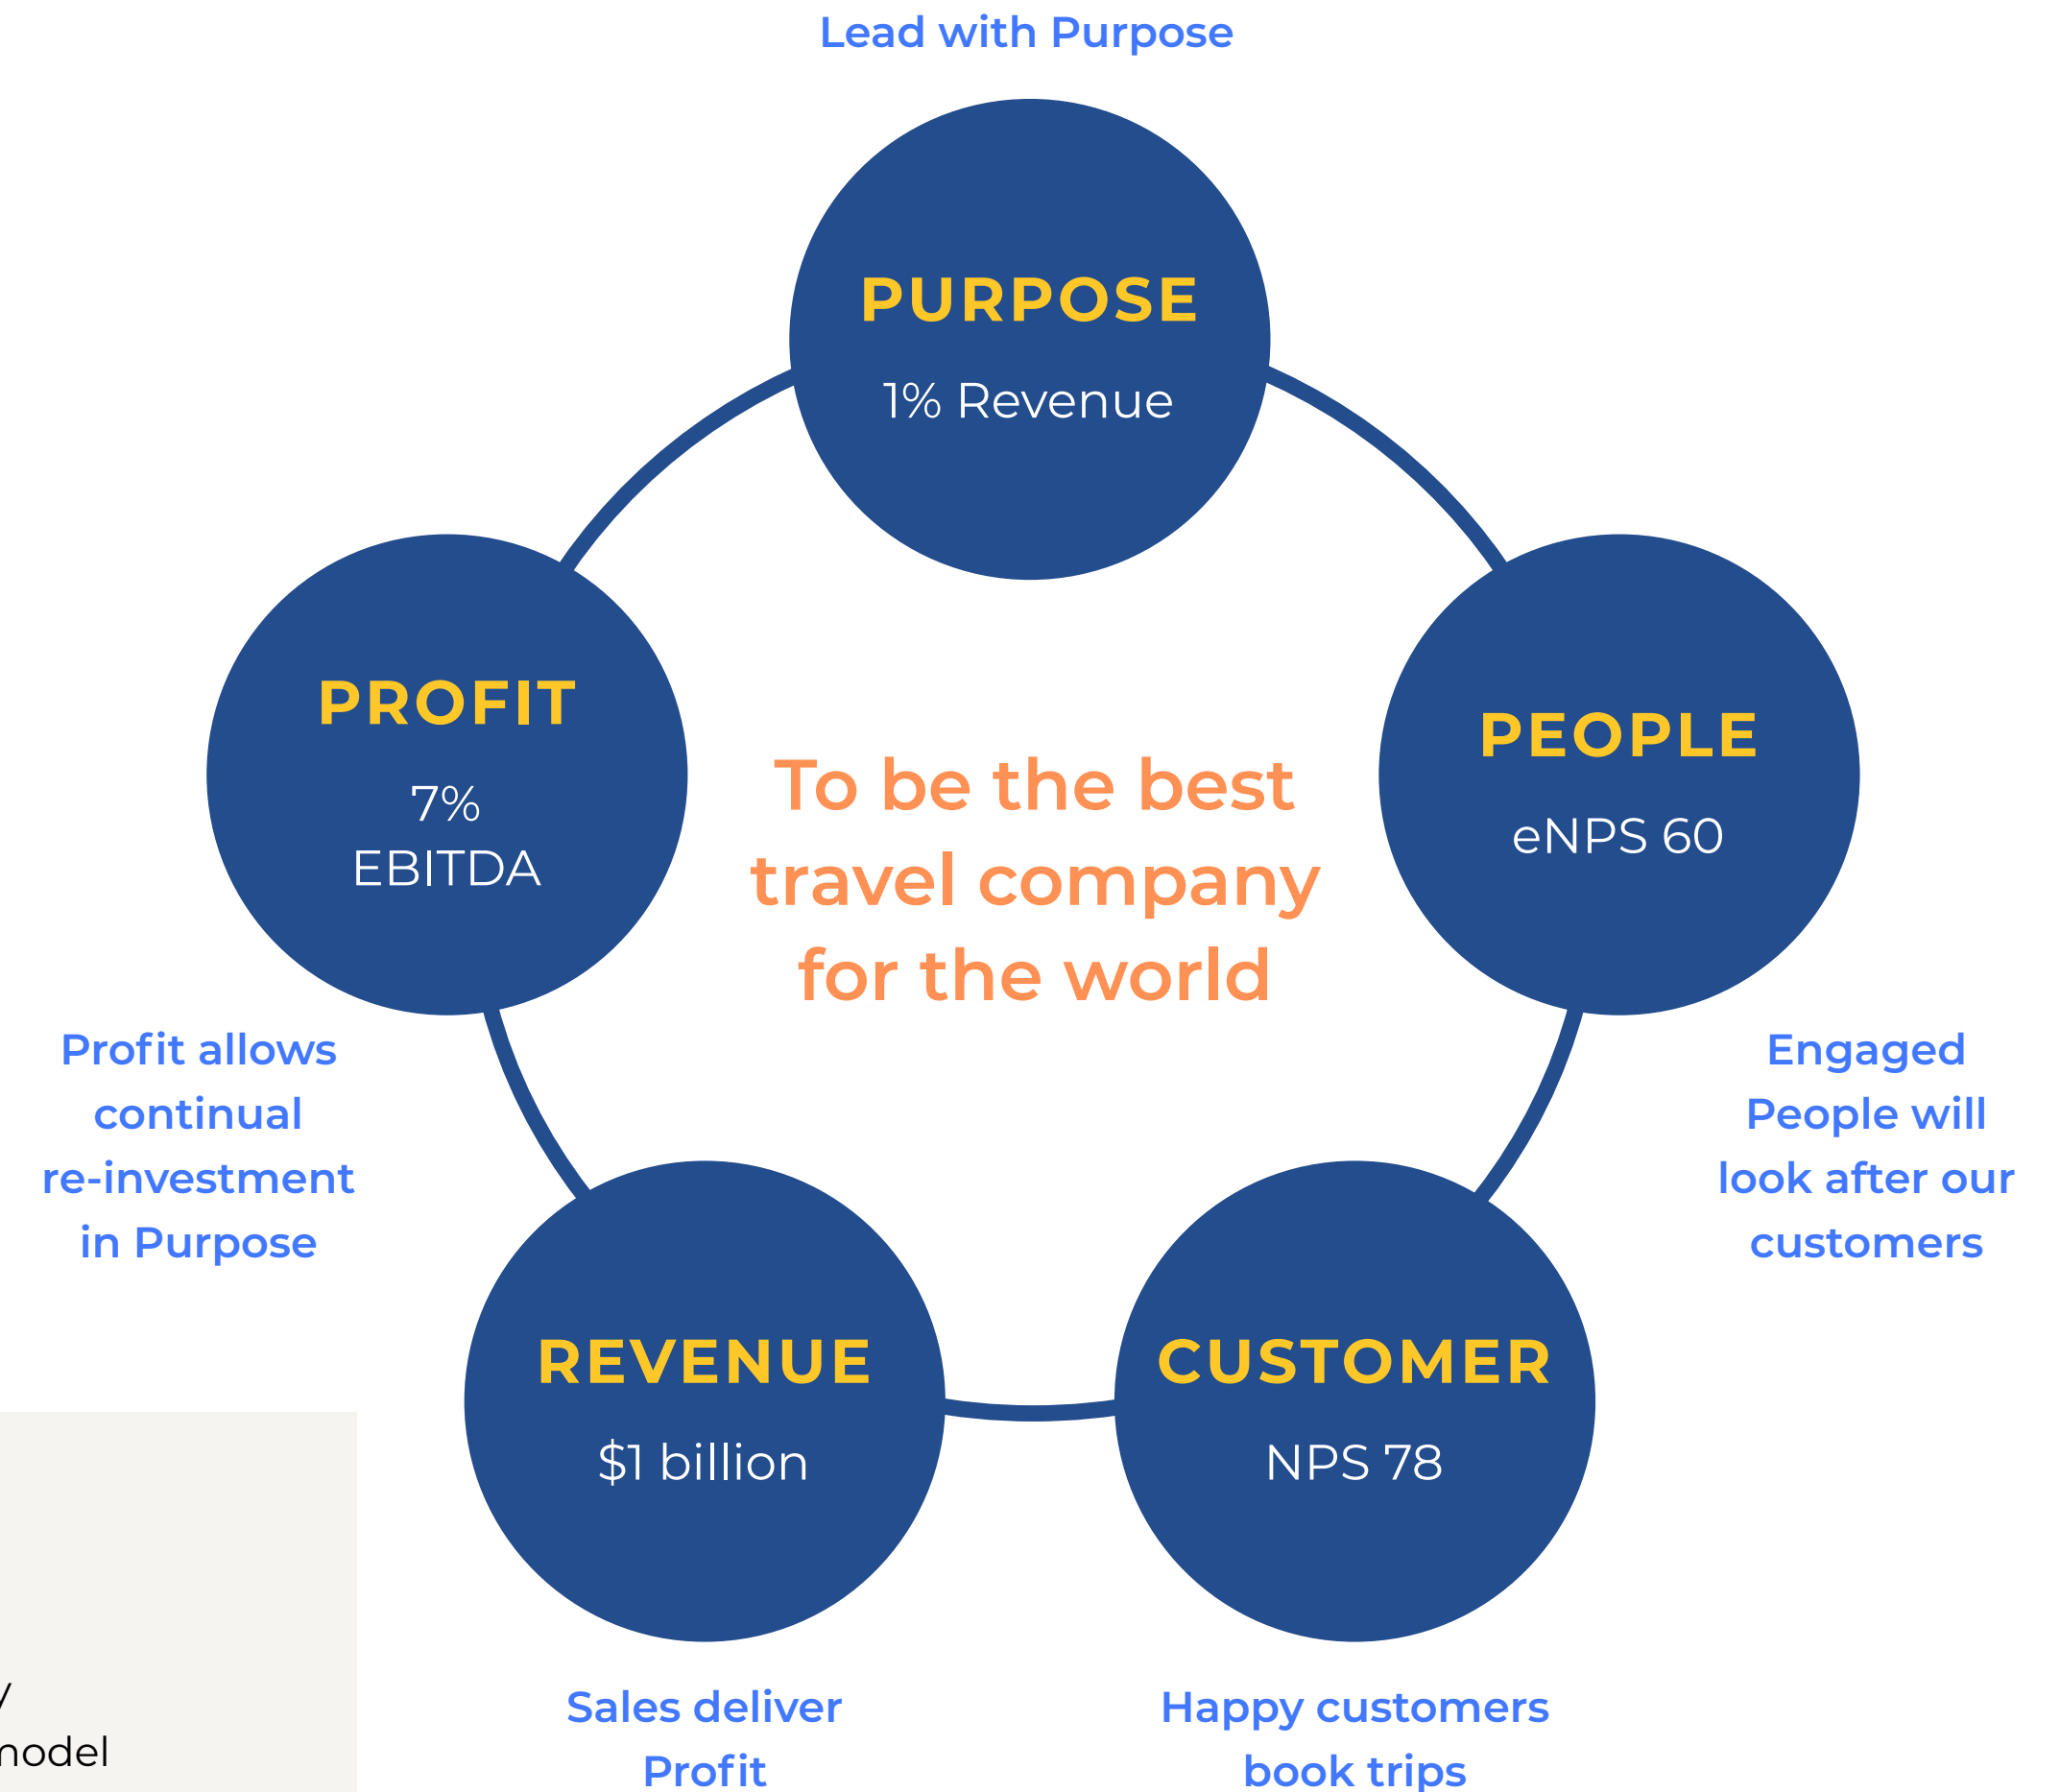 Lead with Purpose
PURPOSE
1% Revenue
PROFIT
7%
EBITDA
PEOPLE
eNPS 60
To be the best
travel company
for the world
Profit allows
continual
re-investment
in Purpose
Engaged
People will
look after our
customers
REVENUE
$1 billion
CUSTOMER
NPS 78
Sales deliver
Profit
Happy customers
book trips